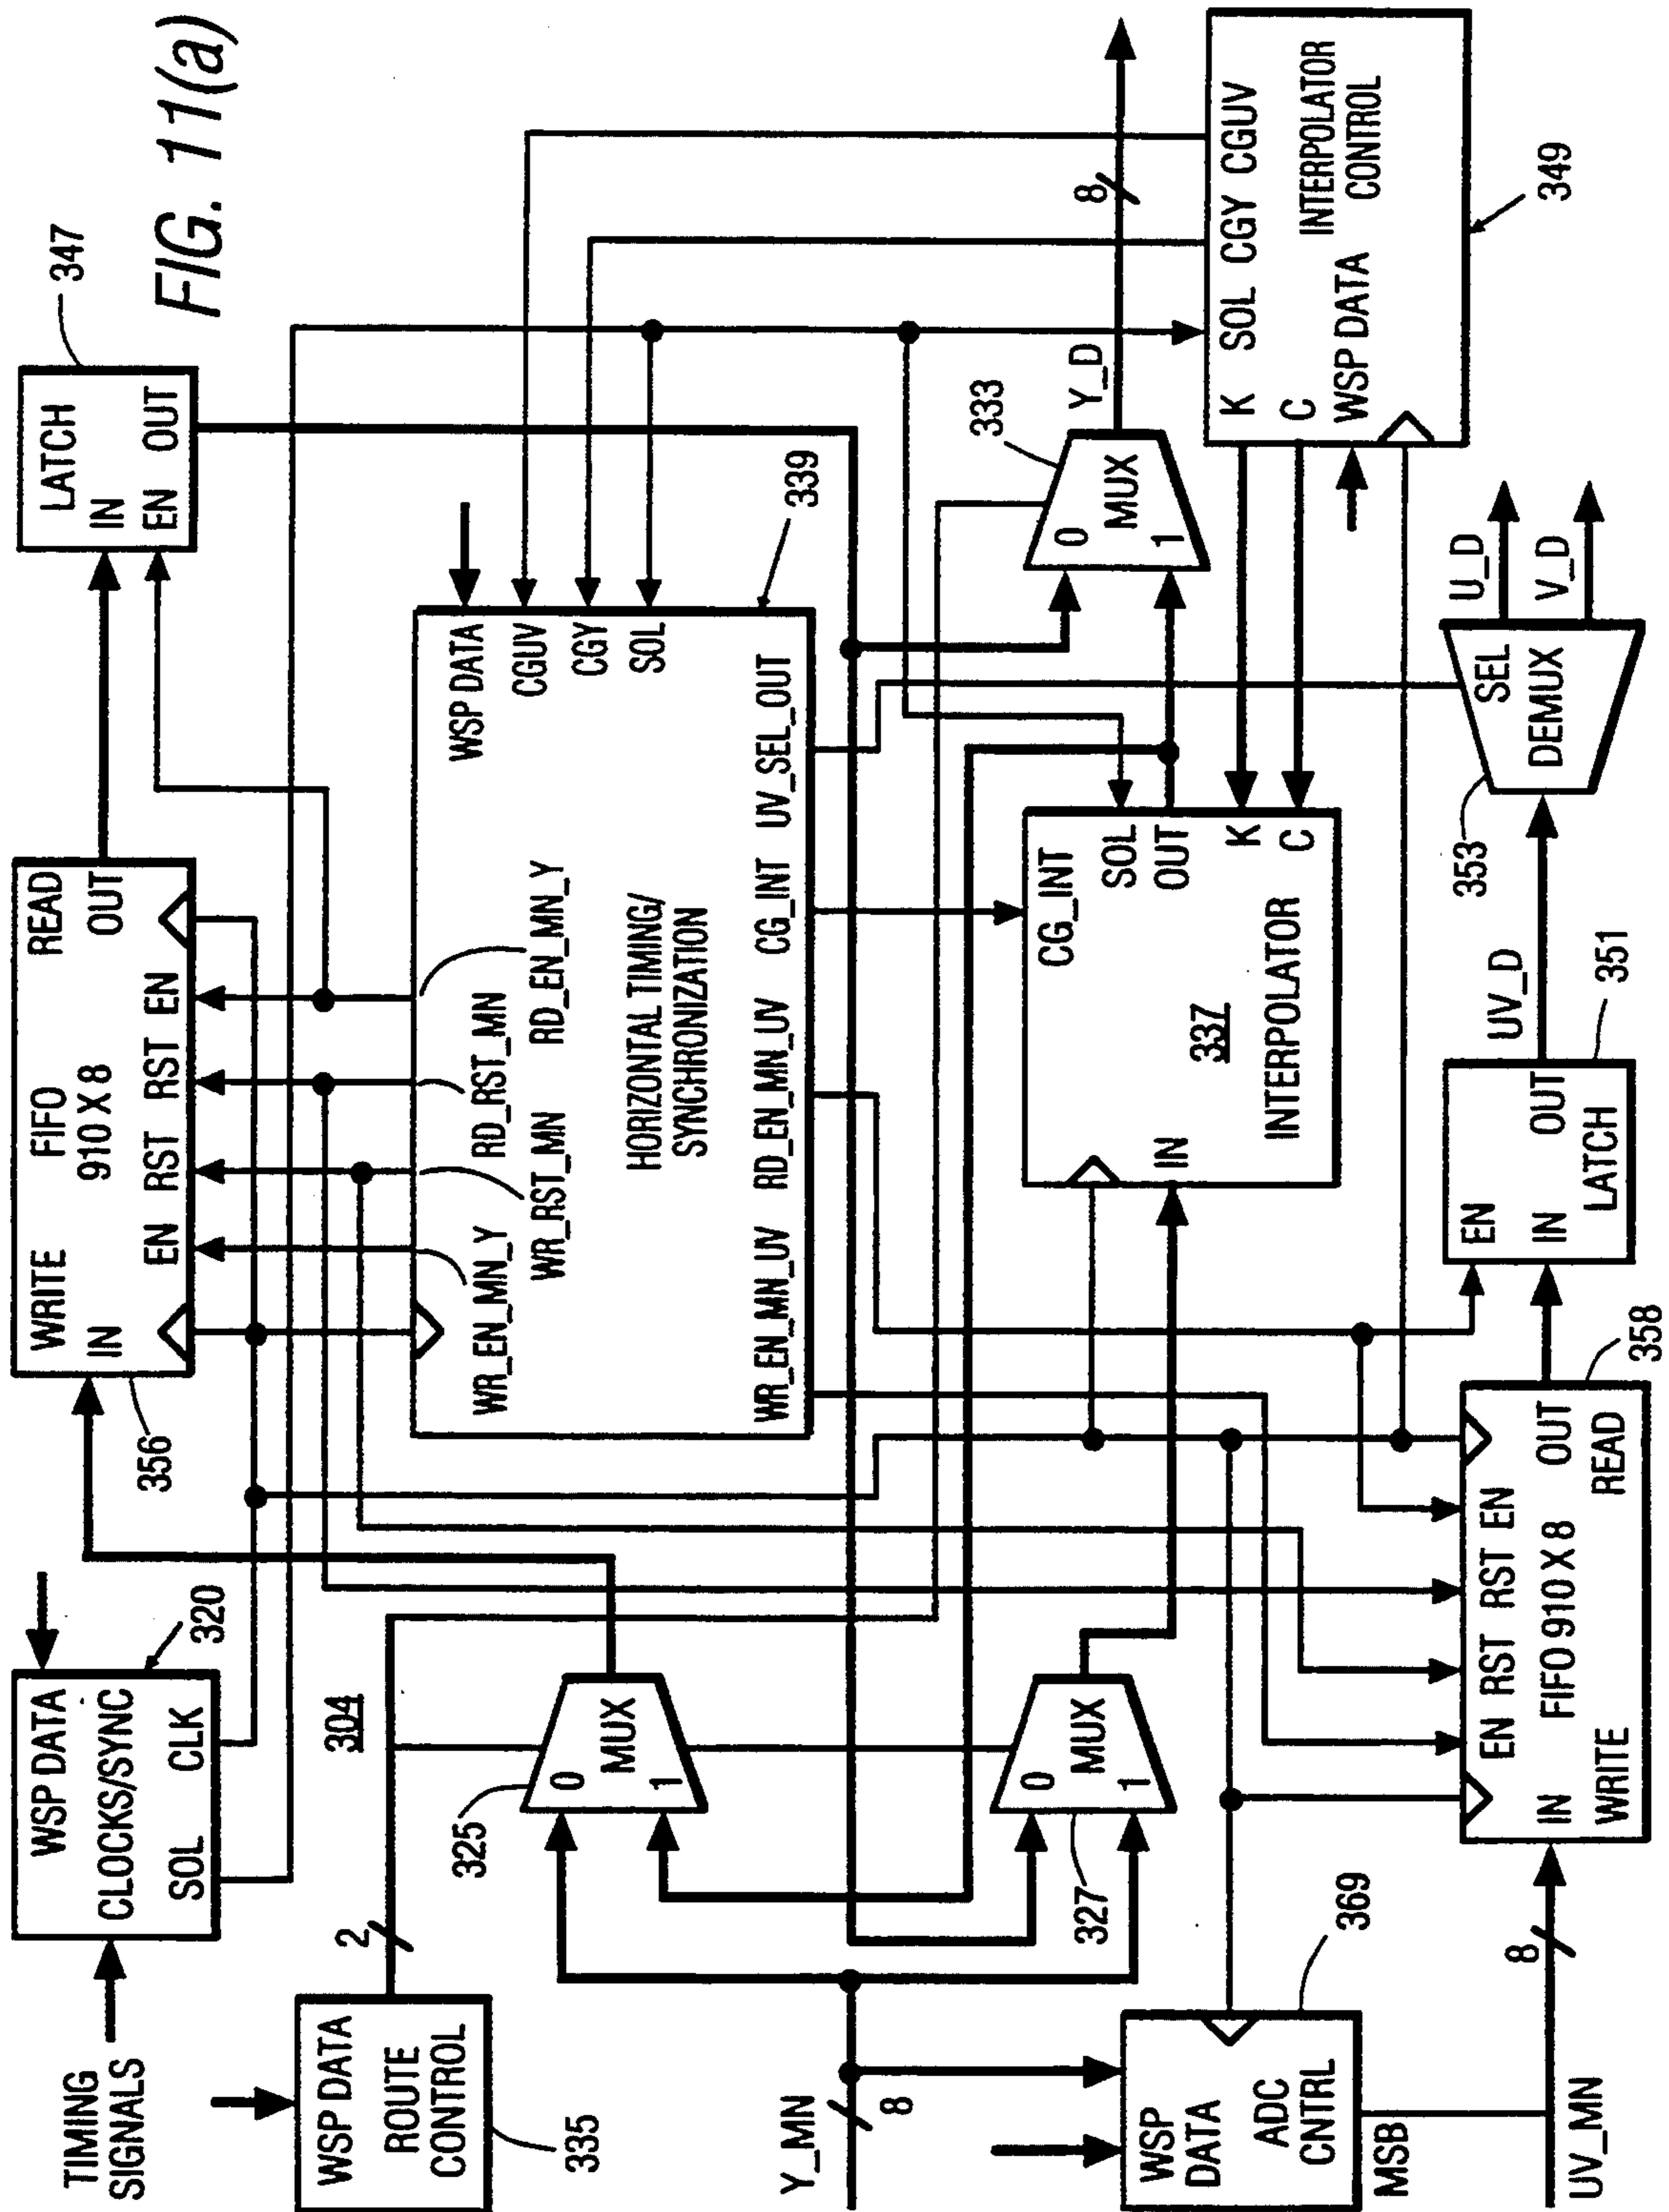 FIG. 11(a)
TIMING
SIGNALS
WSP DATA
CLOCKS/SYNC
SOL CLK
320
WRITE FIFO READ
910 X 8
IN OUT
EN RST RST EN
356
LATCH
IN
EN OUT
347
WSP DATA
ROUTE
CONTROL
335
2
304
325
0
MUX
1
WR_EN_MN_Y
WR_RST_MN
RD_RST_MN
RD_EN_MN_Y
HORIZONTAL TIMING/
SYNCHRONIZATION
WSP DATA
CGUV
CGY
SOL
339
WR_EN_MN_UV RD_EN_MN_UV CG_INT UV_SEL_OUT
Y_MN
8
0
MUX
1
327
CG_INT
SOL
OUT
IN
337
INTERPOLATOR
K
C
0
MUX
1
333
Y_D
8
WSP
DATA
ADC
CNTRL
MSB
369
K SOL CGY CGUV
C
WSP DATA
INTERPOLATOR
CONTROL
349
UV_MN
8
EN RST RST EN
IN FIFO 910 X 8 OUT
WRITE READ
358
EN
IN OUT
LATCH
351
UV_D
SEL
DEMUX
353
U_D
V_D